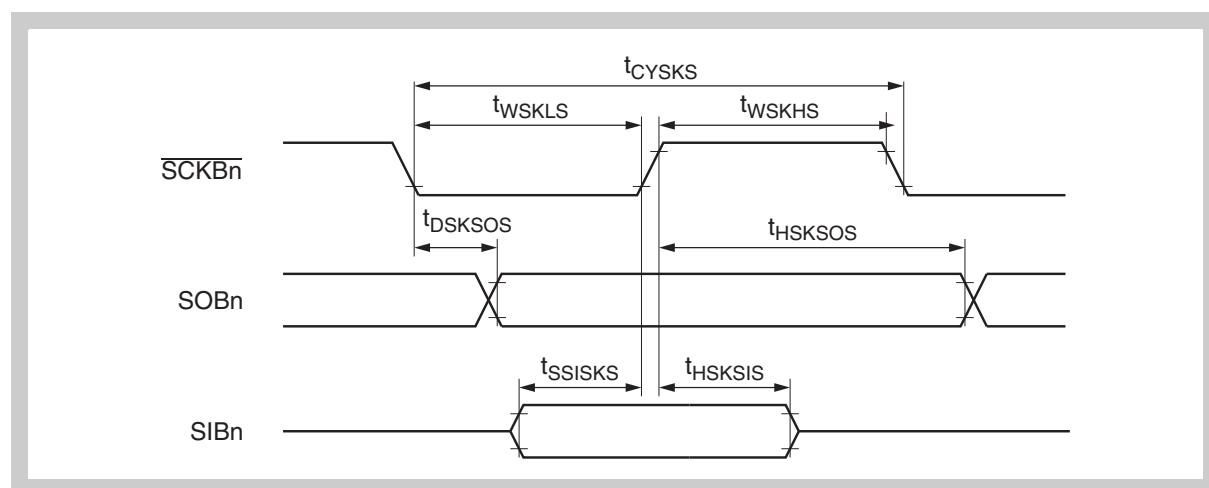 tCYSKS
tWSKLS
tWSKHS
SCKBn
tDSKSOS
tHSKSOS
SOBn
tSSISKS
tHSKSIS
SIBn